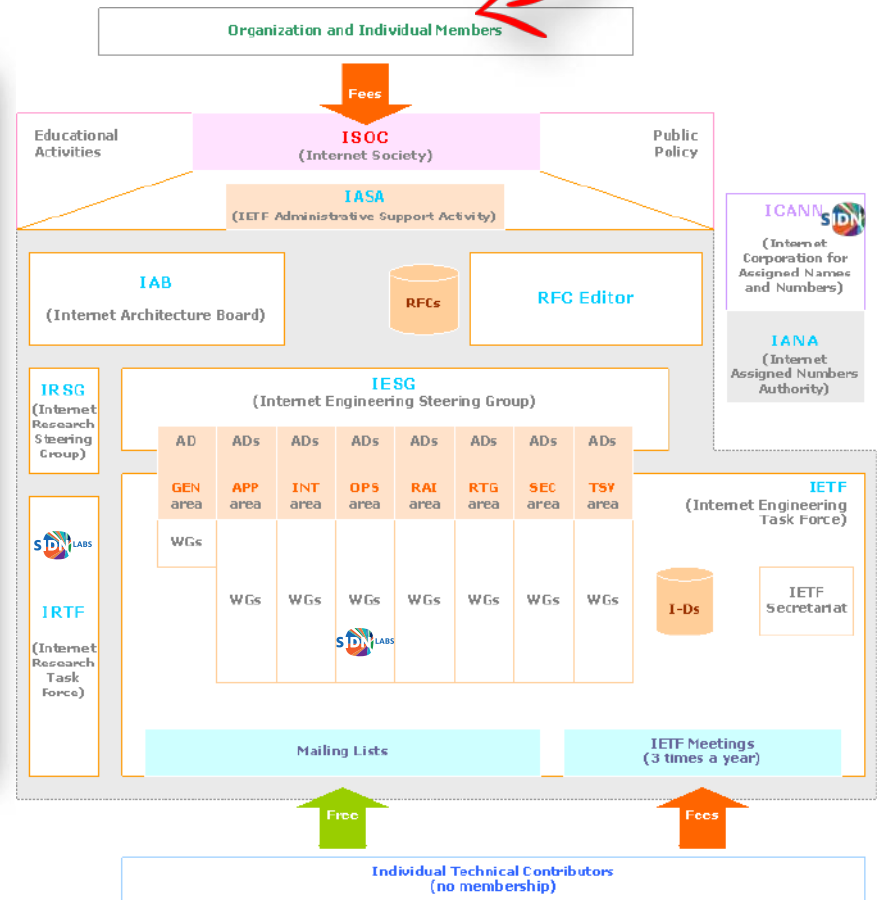 Organization and Individual Members
Fees
Educational
Activities
ISOC
(Internet Society)
Public
Policy
IASA
(IETF Administrative Support Activity)
ICANN
SIDN
(Internet
Corporation for
Assigned Names
and Numbers)
IAB
(Internet Architecture Board)
RFCs
RFC Editor
IANA
(Internet
Assigned Numbers
Authority)
IRSG
(Internet
Research
Steering
Group)
IESG
(Internet Engineering Steering Group)
AD ADs ADs ADs ADs ADs ADs ADs
GEN APP INT OPS RAI RTG SEC TSV
area area area area area area area area
IETF
(Internet Engineering
Task Force)
WGs
SIDN LABS
WGs WGs WGs WGs WGs WGs WGs
SIDN LABS
I-Ds
IETF
Secretariat
IRTF
(Internet
Research
Task
Force)
Mailing Lists
IETF Meetings
(3 times a year)
Free
Fees
Individual Technical Contributors
(no membership)